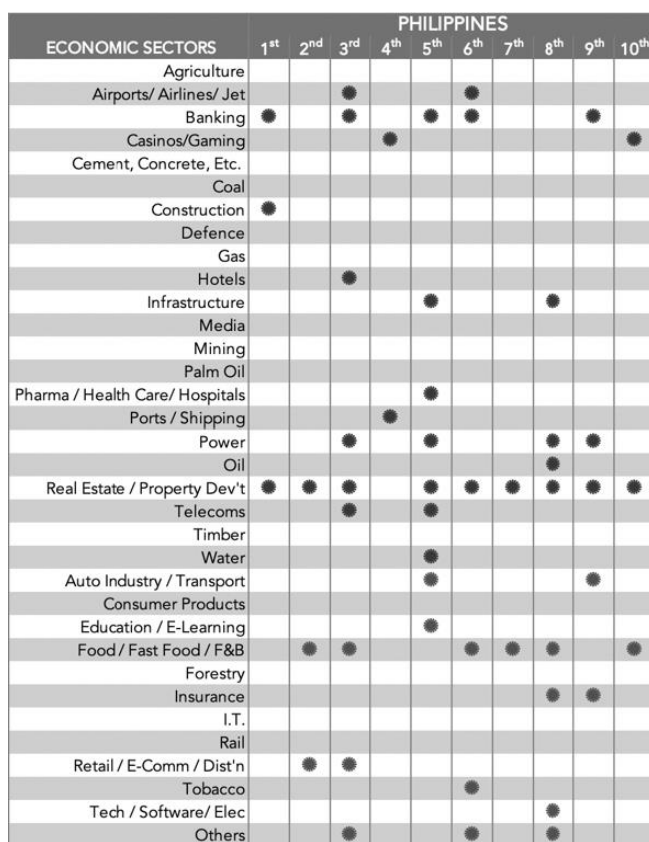 PHILIPPINES
ECONOMIC SECTORS 1st 2nd 3rd 4th 5th 6th 7th 8th 9th 10th
Agriculture
Airports/ Airlines/ Jet
Banking
Casinos/Gaming
Cement, Concrete, Etc.
Coal
Construction
Defence
Gas
Hotels
Infrastructure
Media
Mining
Palm Oil
Pharma / Health Care/ Hospitals
Ports / Shipping
Power
Oil
Real Estate / Property Dev't
Telecoms
Timber
Water
Auto Industry / Transport
Consumer Products
Education / E-Learning
Food / Fast Food / F&B
Forestry
Insurance
I.T.
Rail
Retail / E-Comm / Dist'n
Tobacco
Tech / Software/ Elec
Others